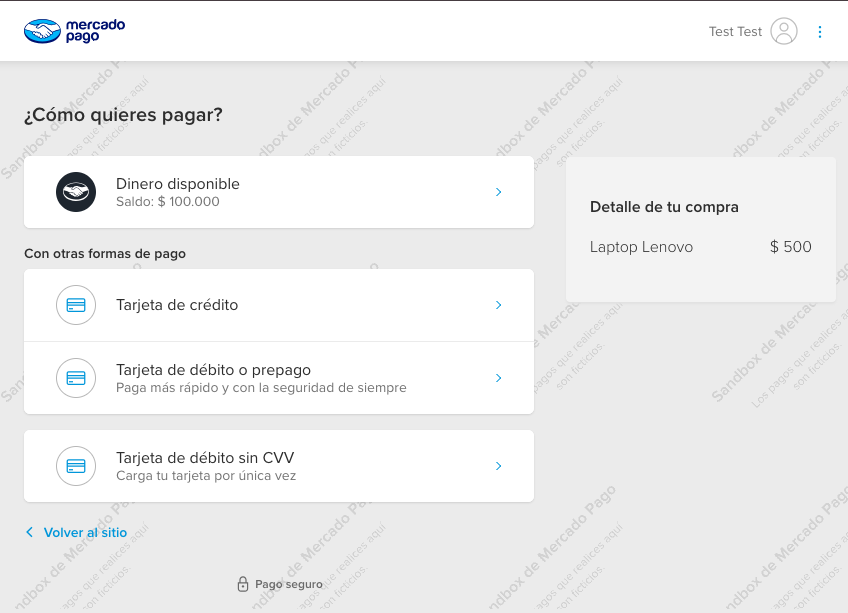 mercado
pago
Test Test
¿Cómo quieres pagar?
Dinero disponible
Saldo: $ 100.000
Con otras formas de pago
Tarjeta de crédito
Tarjeta de débito o prepago
Paga más rápido y con la seguridad de siempre
Tarjeta de débito sin CVV
Carga tu tarjeta por única vez
Volver al sitio
Pago seguro
Detalle de tu compra
Laptop Lenovo $ 500
Sandbox de Mercado Pago
Los pagos que realices aquí
son ficticios.